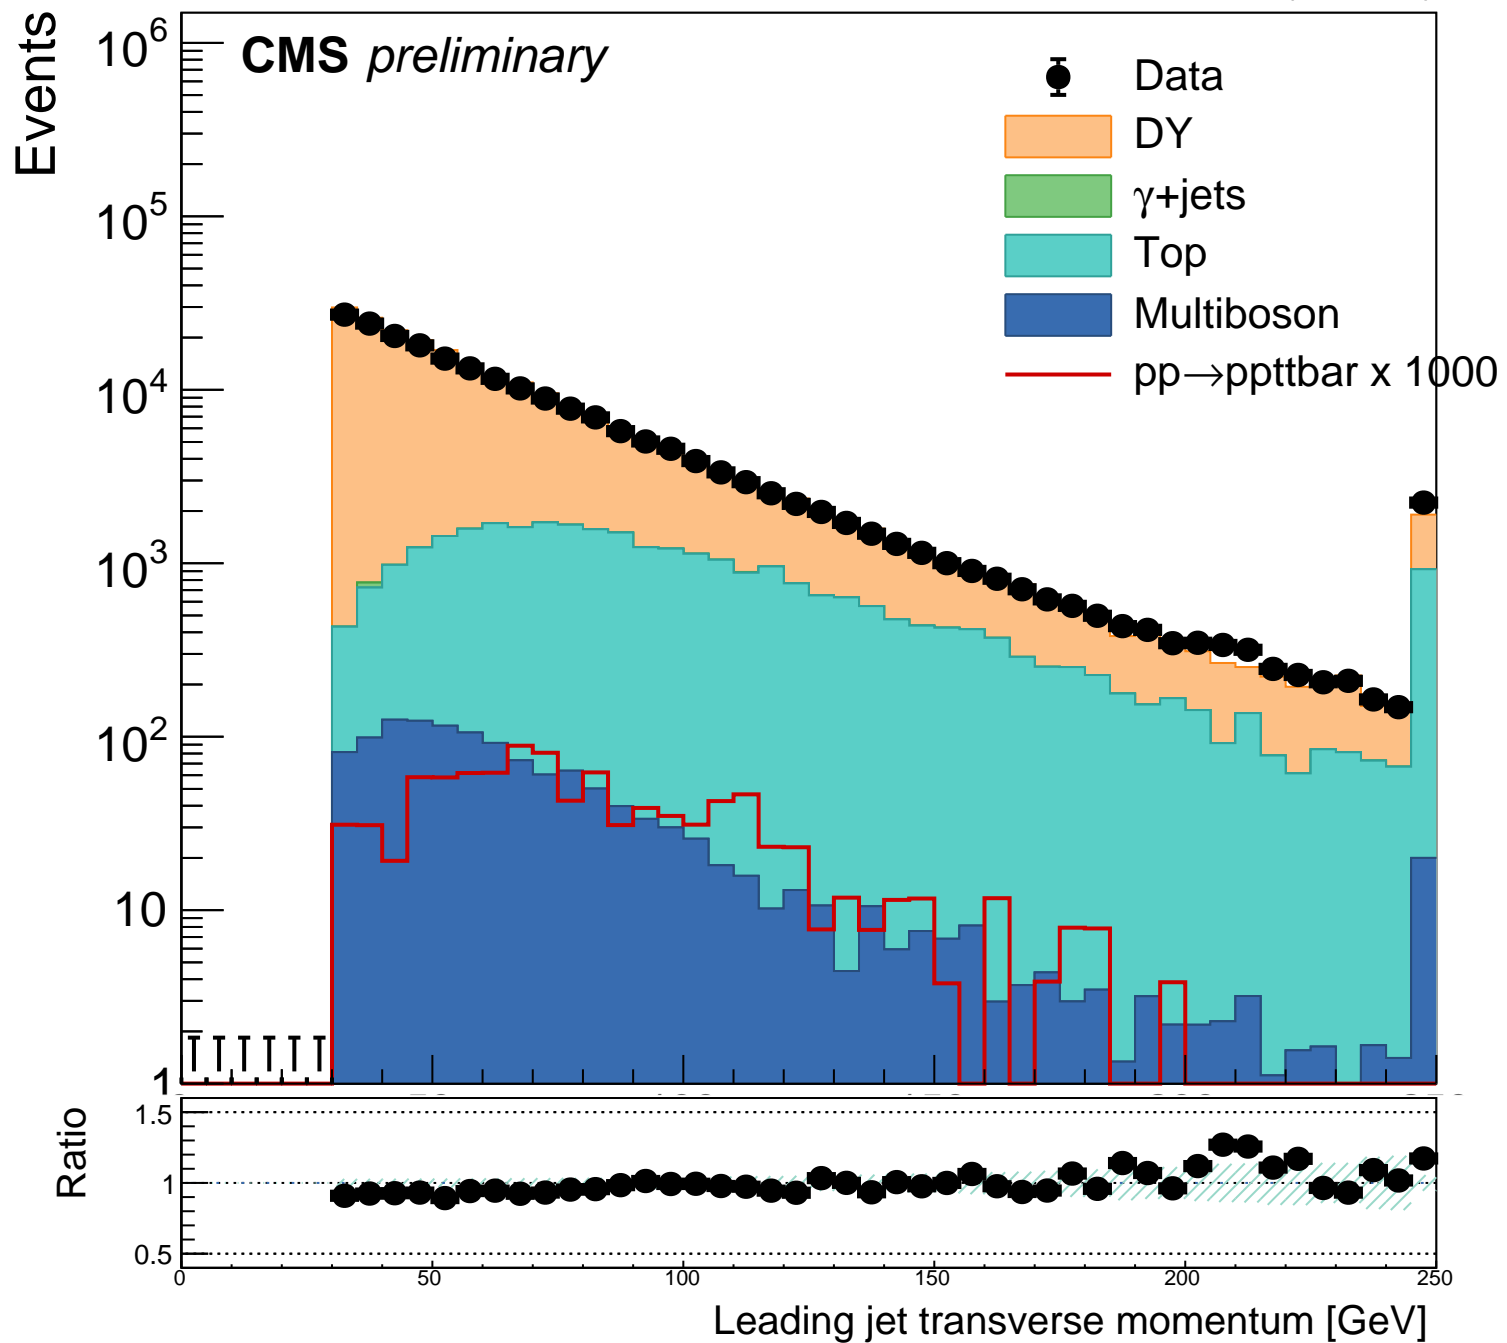 CMS preliminary
Events
10^6
10^5
10^4
10^3
10^2
10
1
Data
DY
γ+jets
Top
Multiboson
pp→ppttbar x 1000
Ratio
1.5
1
0.5
0 50 100 150 200 250
Leading jet transverse momentum [GeV]